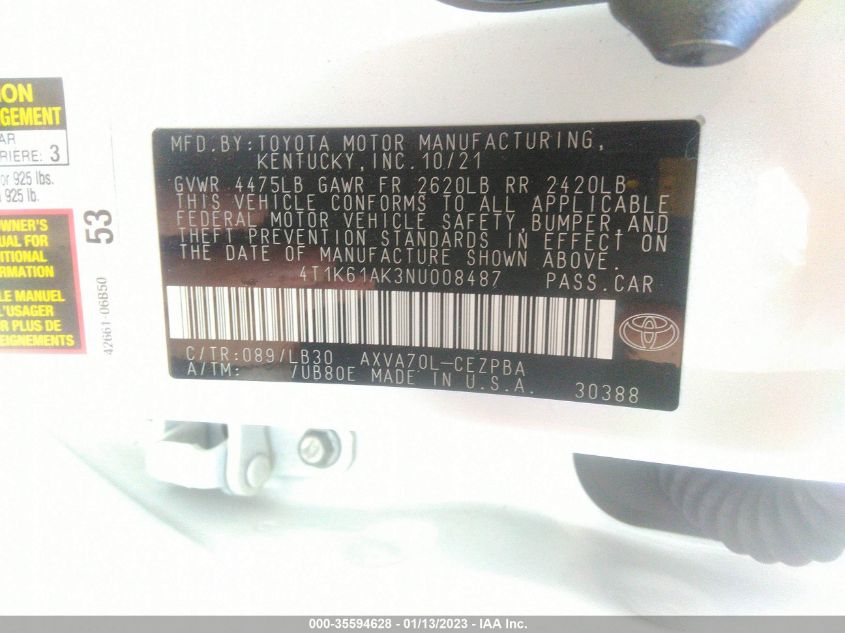 ION
GEMENT
AR
RIERE: 3
or 925 lbs.
925 lb.
OWNER'S
UAL FOR
ITIONAL
RMATION
LE MANUEL
L'USAGER
R PLUS DE
EIGNEMENTS
53
42661-06B50
MFD. BY: TOYOTA MOTOR MANUFACTURING,
KENTUCKY, INC. 10/21
GVWR 4475LB GAWR FR 2620LB RR 2420LB
THIS VEHICLE CONFORMS TO ALL APPLICABLE
FEDERAL MOTOR VEHICLE SAFETY, BUMPER, AND
THEFT PREVENTION STANDARDS IN EFFECT ON
THE DATE OF MANUFACTURE SHOWN ABOVE.
4T1K61AK3NU008487 PASS. CAR
C/TR: 089/LB30 AXVA70L-CEZPBA
A/TM: /UB80E MADE IN U.S.A. 30388
000-35594628 - 01/13/2023 - IAA Inc.